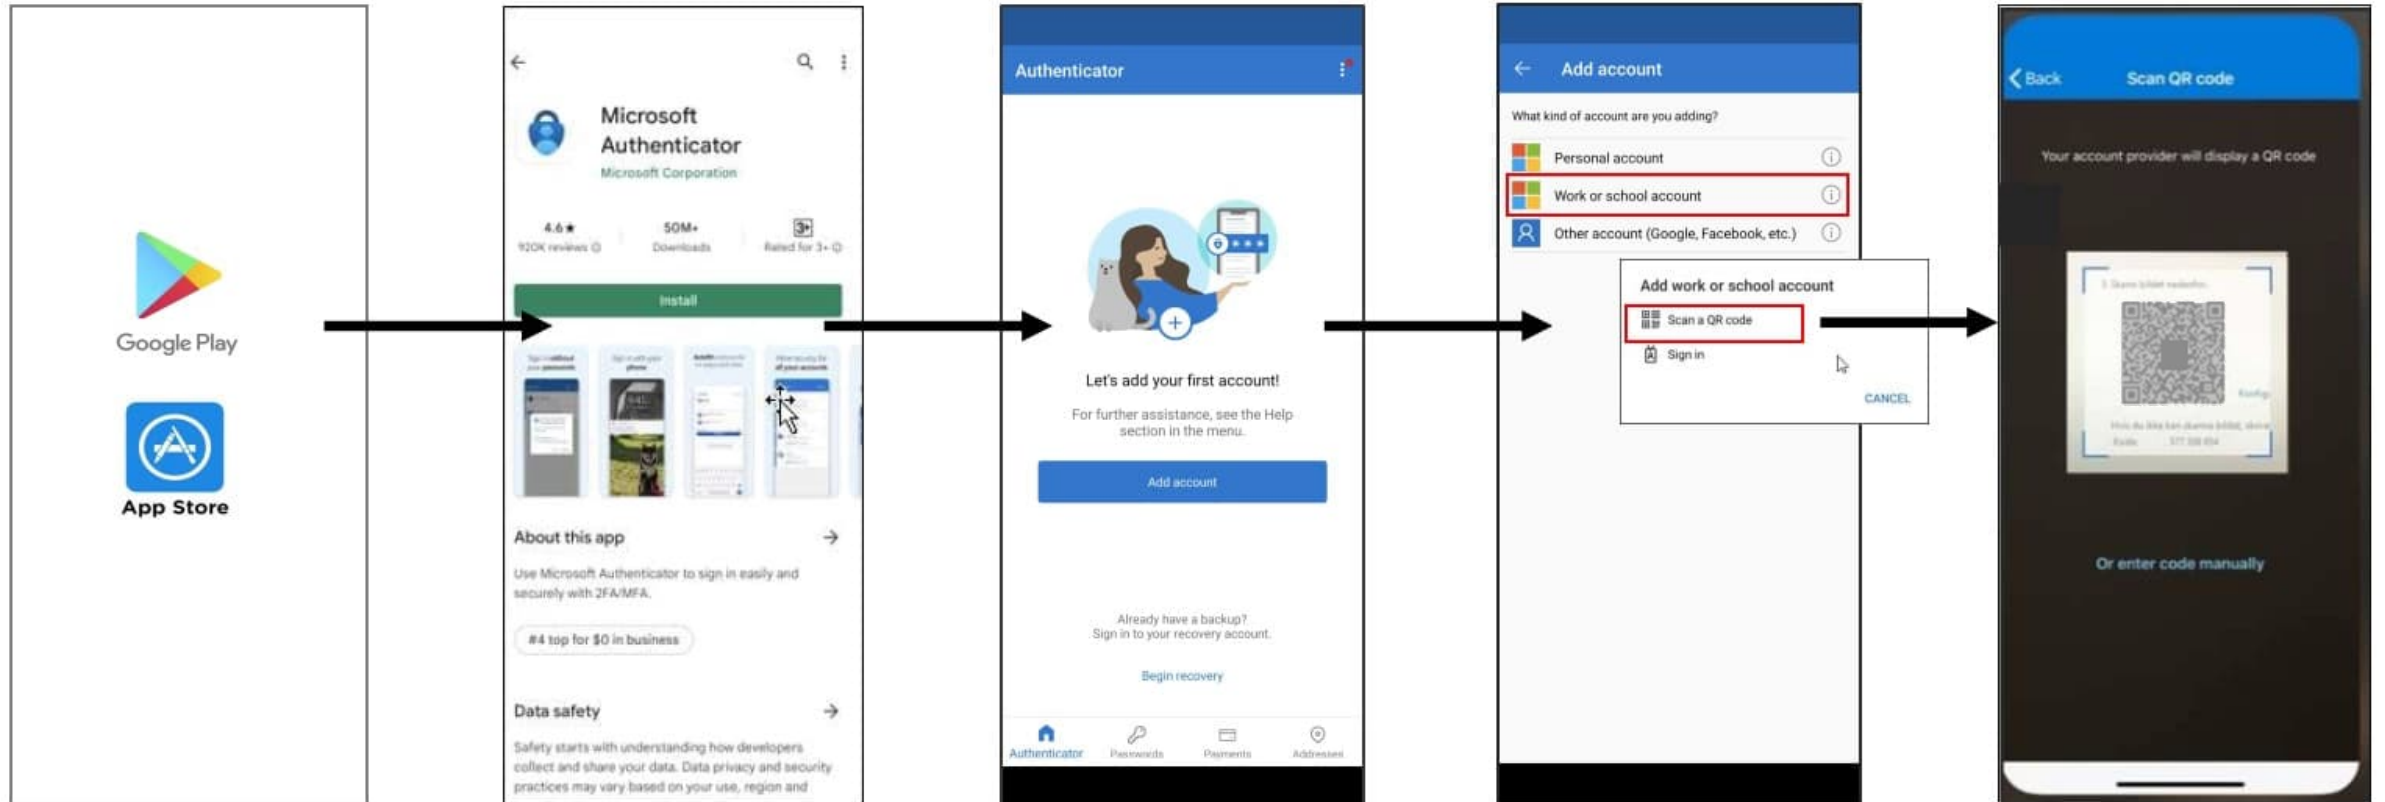 Google Play
App Store
Microsoft
Authenticator
Microsoft Corporation
4.6★
920K reviews
50M+
Downloads
3+
Rated for 3+
Install
About this app
Use Microsoft Authenticator to sign in easily and
securely with 2FA/MFA.
#4 top for $0 in business
Data safety
Safety starts with understanding how developers
collect and share your data. Data privacy and security
practices may vary based on your use, region and
Authenticator
Let's add your first account!
For further assistance, see the Help
section in the menu.
Add account
Already have a backup?
Sign in to your recovery account.
Begin recovery
Authenticator
Passwords
Payments
Addresses
Add account
What kind of account are you adding?
Personal account
Work or school account
Other account (Google, Facebook, etc.)
Add work or school account
Scan a QR code
Sign in
CANCEL
Back
Scan QR code
Your account provider will display a QR code
Or enter code manually